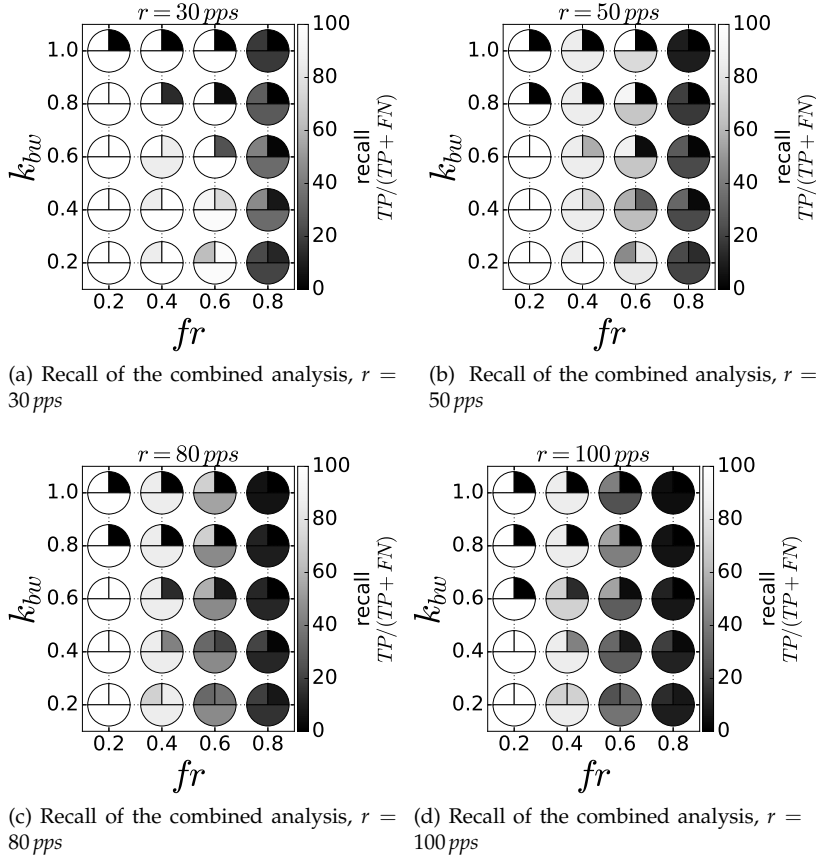 r = 30 pps
1.0
0.8
0.6
0.4
0.2
k_bw
0.2 0.4 0.6 0.8
fr
100
80
60
40
20
0
recall
TP/(TP + FN)
(a) Recall of the combined analysis, r =
30 pps
r = 50 pps
1.0
0.8
0.6
0.4
0.2
k_bw
0.2 0.4 0.6 0.8
fr
100
80
60
40
20
0
recall
TP/(TP + FN)
(b) Recall of the combined analysis, r =
50 pps
r = 80 pps
1.0
0.8
0.6
0.4
0.2
k_bw
0.2 0.4 0.6 0.8
fr
100
80
60
40
20
0
recall
TP/(TP + FN)
(c) Recall of the combined analysis, r =
80 pps
r = 100 pps
1.0
0.8
0.6
0.4
0.2
k_bw
0.2 0.4 0.6 0.8
fr
100
80
60
40
20
0
recall
TP/(TP + FN)
(d) Recall of the combined analysis, r =
100 pps